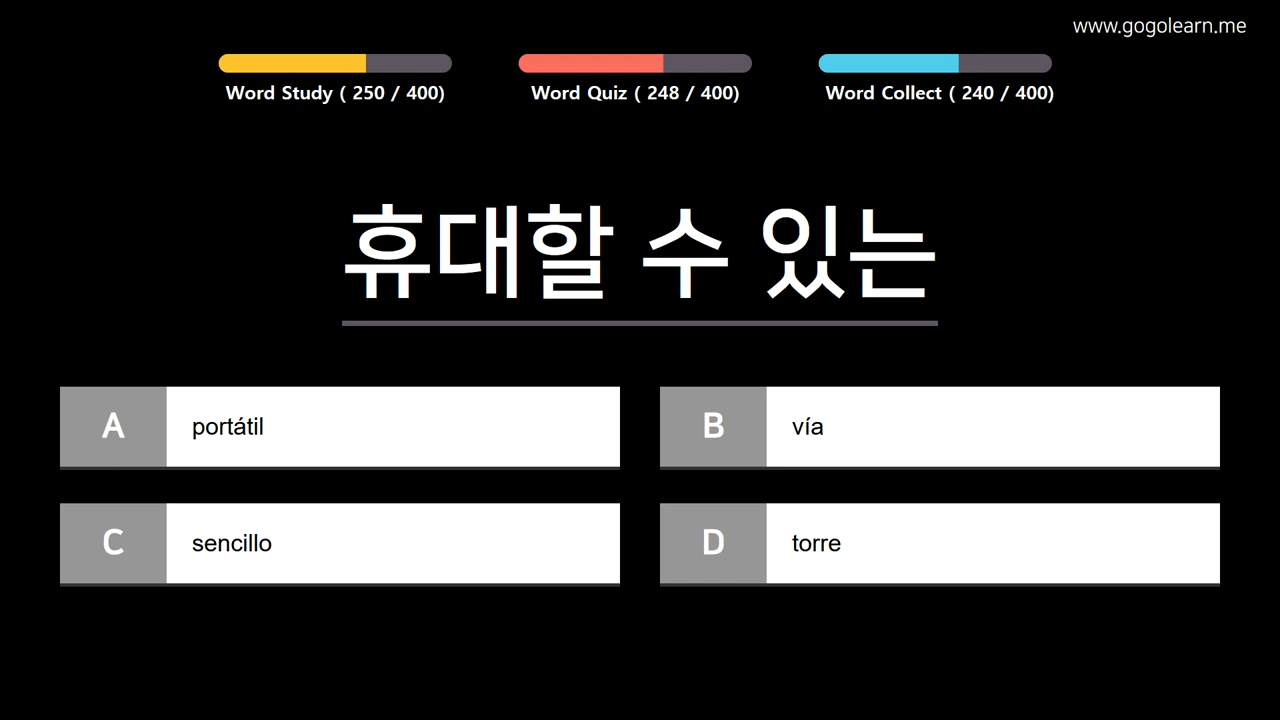 www.gogolearn.me
Word Study ( 250 / 400)
Word Quiz ( 248 / 400)
Word Collect ( 240 / 400)
휴대할 수 있는
A portátil
B vía
C sencillo
D torre